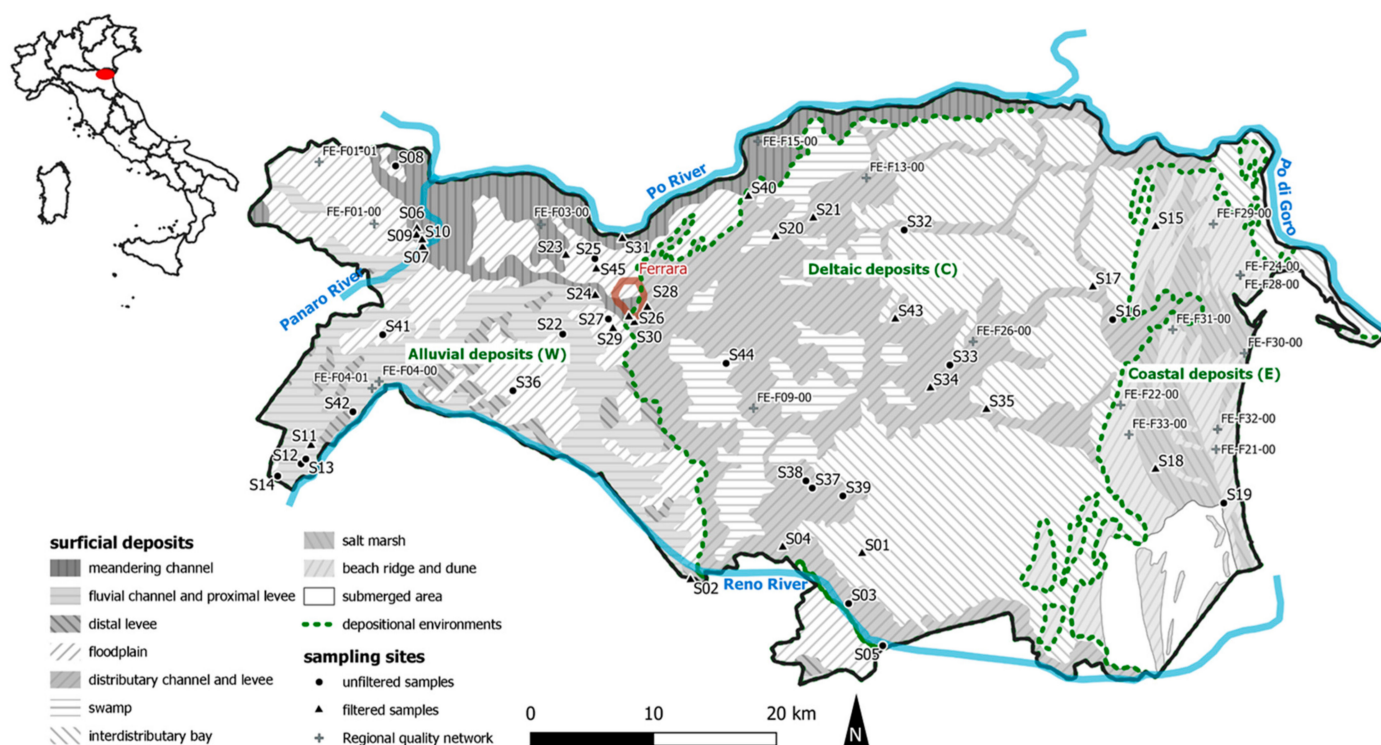 FE-F15-00
FE-F01-01
S08
Po River
FE-F13-00
Po di Goro
S40
S06
FE-F01-00
S10
S09
S07
FE-F03-00
S23
S25
S31
S45
S20
S21
S32
S15
FE-F29-00
Ferrara
Deltaic deposits (C)
FE-F24-00
FE-F28-00
S17
Panaro River
S24
S28
S26
S27
S29
S30
S22
S43
S16
FE-F31-00
S41
Alluvial deposits (W)
FE-F26-00
FE-F30-00
S44
S33
S34
Coastal deposits (E)
FE-F04-01
FE-F04-00
S36
S35
FE-F09-00
FE-F22-00
S42
FE-F33-00
FE-F32-00
S11
FE-F21-00
S12
S13
S14
S18
S38
S37
S39
S19
S04
S01
S02
Reno River
S03
S05
surficial deposits
meandering channel
fluvial channel and proximal levee
distal levee
floodplain
distributary channel and levee
swamp
interdistributary bay
salt marsh
beach ridge and dune
submerged area
depositional environments
sampling sites
unfiltered samples
filtered samples
Regional quality network
0 10 20 km
N